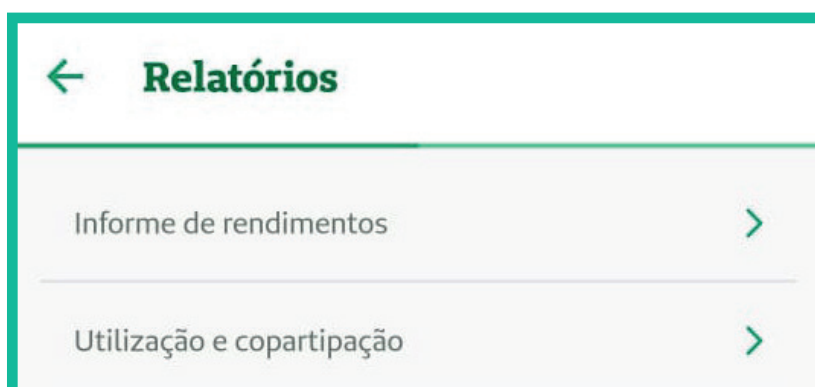 Relatórios
Informe de rendimentos
Utilização e copartipação